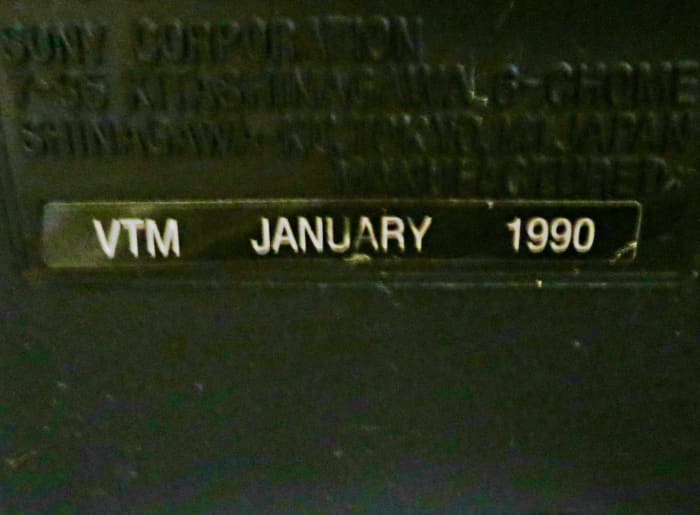 SONY CORPORATION
7-35 KITASHINAGAWA 6-CHOME
SHINAGAWA-KU, TOKYO, 141, JAPAN
MANUFACTURED:
VTM JANUARY 1990